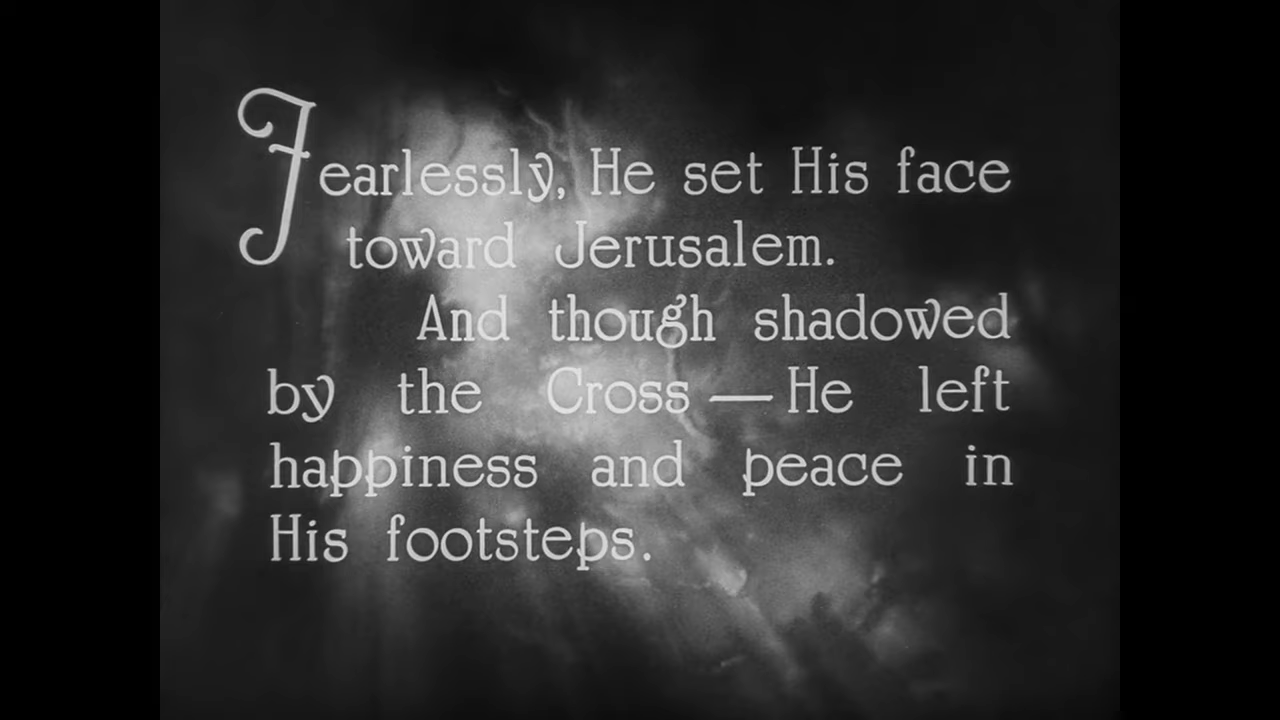 Fearlessly, He set His face
toward Jerusalem.
And though shadowed
by the Cross — He left
happiness and peace in
His footsteps.